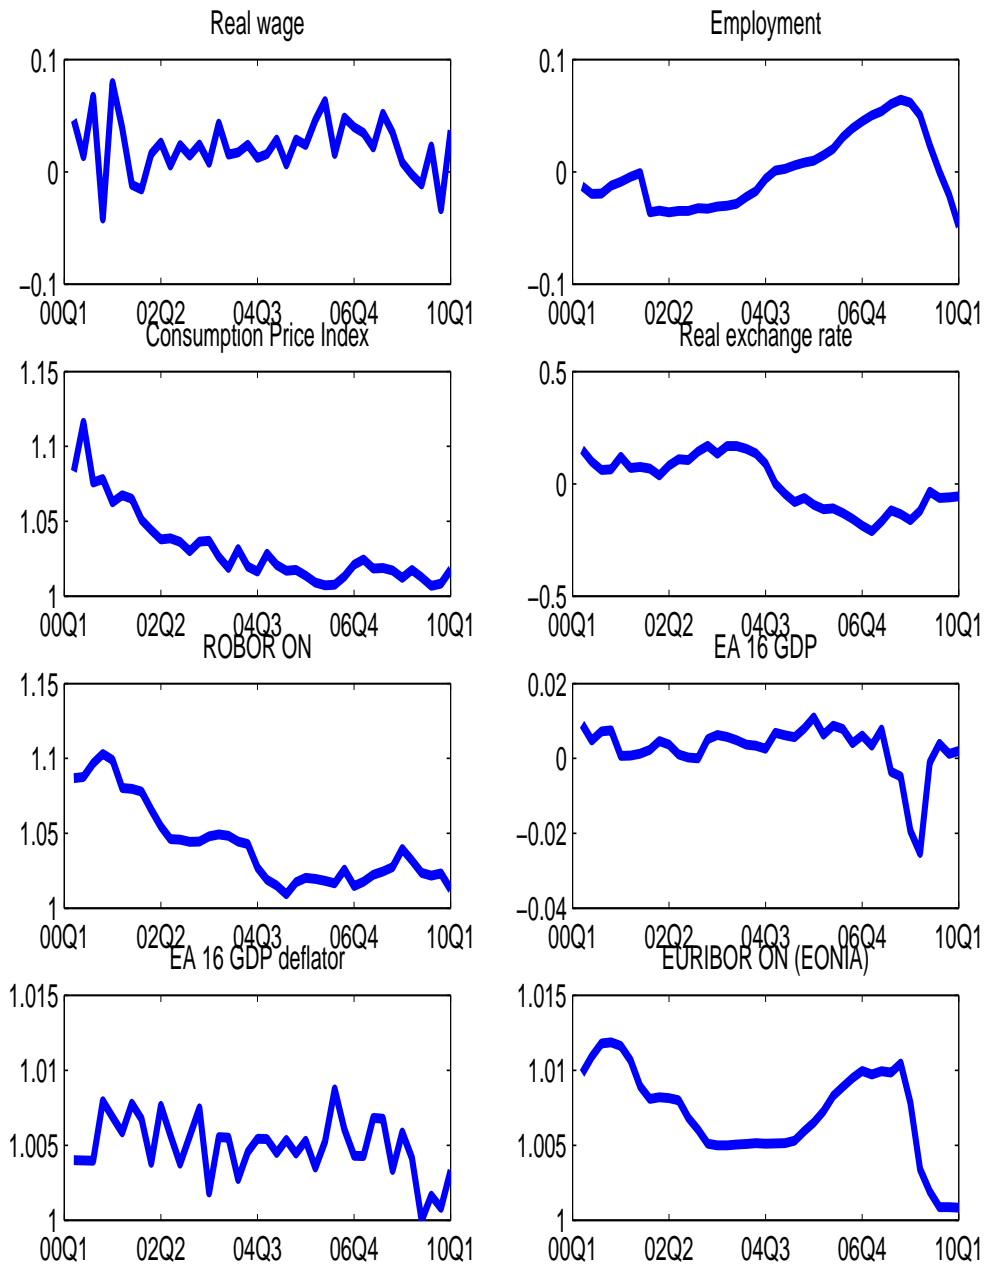 Real wage
Employment
0.1
0
−0.1
00Q1 02Q2 04Q3 06Q4 10Q1
0.1
0
−0.1
00Q1 02Q2 04Q3 06Q4 10Q1
Consumption Price Index
Real exchange rate
1.15
1.1
1.05
1
00Q1 02Q2 04Q3 06Q4 10Q1
0.5
0
−0.5
00Q1 02Q2 04Q3 06Q4 10Q1
ROBOR ON
EA 16 GDP
1.15
1.1
1.05
1
00Q1 02Q2 04Q3 06Q4 10Q1
0.02
0
−0.02
−0.04
00Q1 02Q2 04Q3 06Q4 10Q1
EA 16 GDP deflator
EURIBOR ON (EONIA)
1.015
1.01
1.005
1
00Q1 02Q2 04Q3 06Q4 10Q1
1.015
1.01
1.005
1
00Q1 02Q2 04Q3 06Q4 10Q1